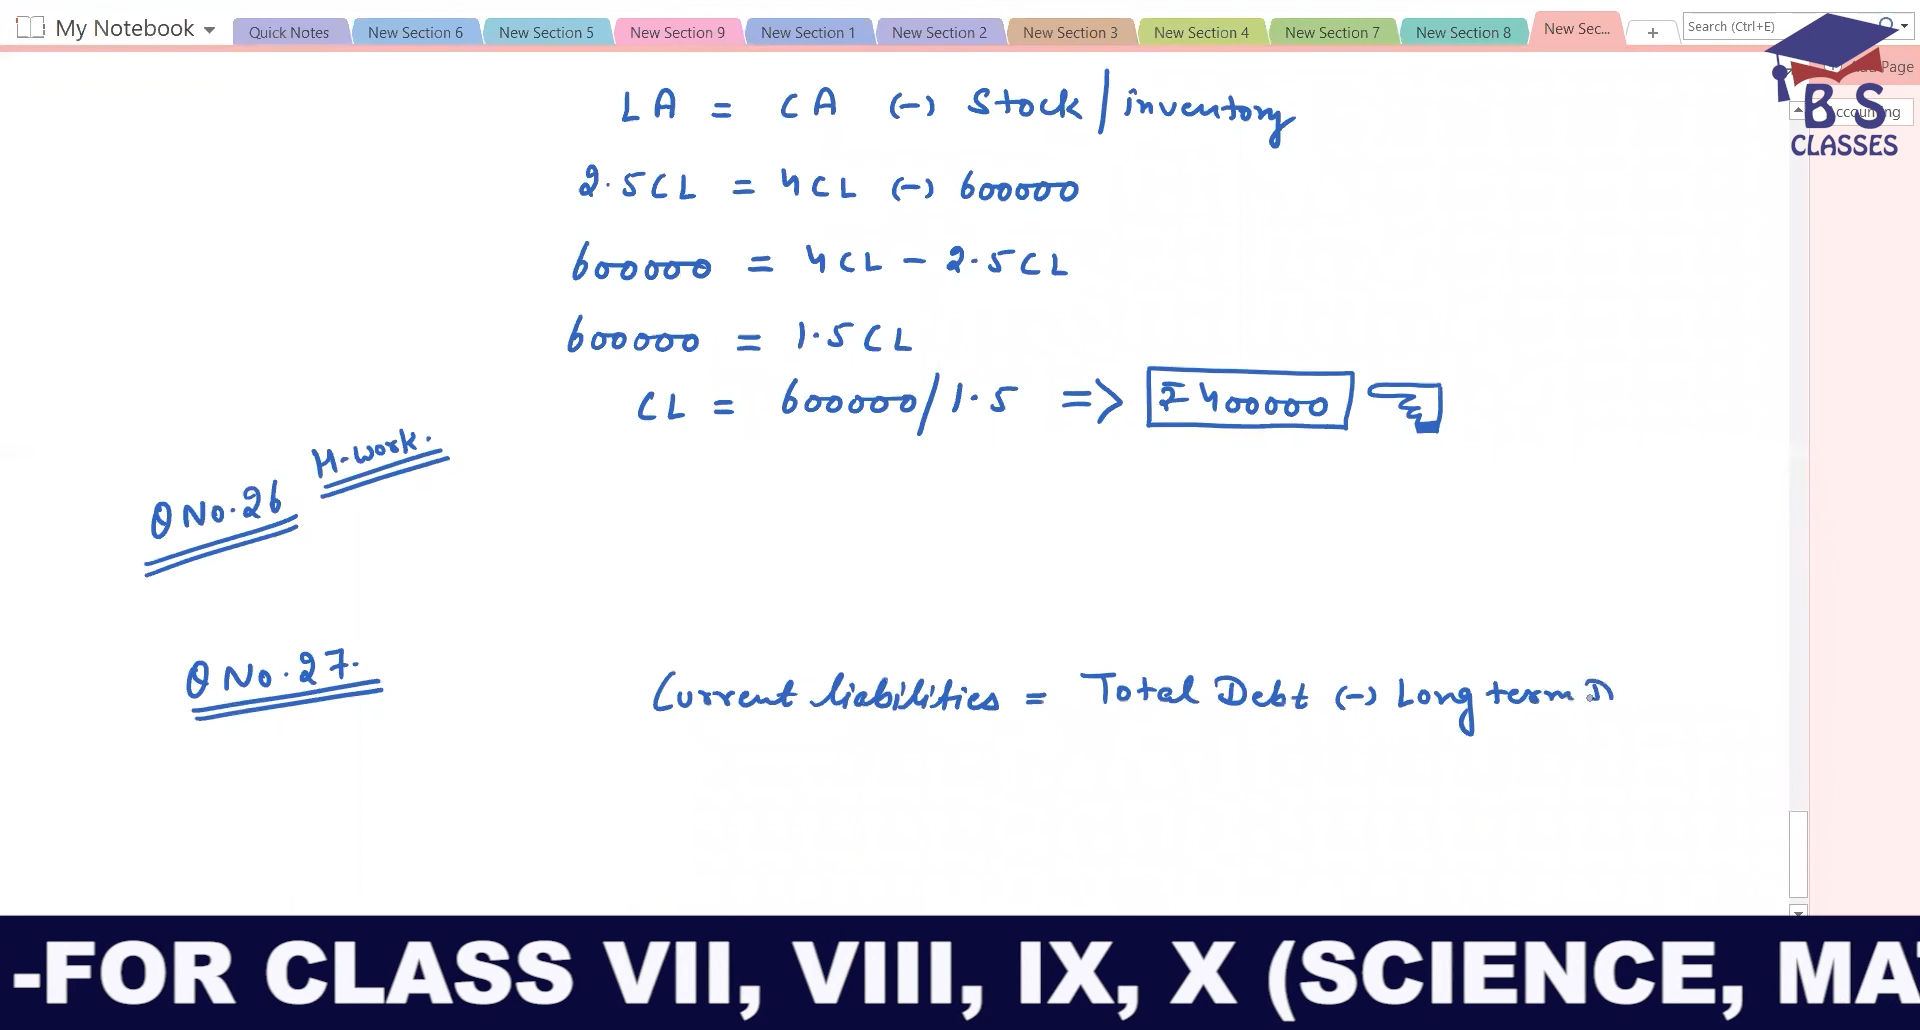 My Notebook
Quick Notes New Section 6 New Section 5 New Section 9 New Section 1 New Section 2 New Section 3 New Section 4 New Section 7 New Section 8 New Sec... +
Search (Ctrl+E)
Page
LA = CA (-) Stock/inventory
BS
CLASSES
2.5CL = 4CL (-) 600000
600000 = 4CL - 2.5CL
600000 = 1.5CL
CL = 600000/1.5 => ₹400000
H-work.
Q No.26
Q No.27.
Current liabilities = Total Debt (-) Long term D
-FOR CLASS VII, VIII, IX, X (SCIENCE, MA